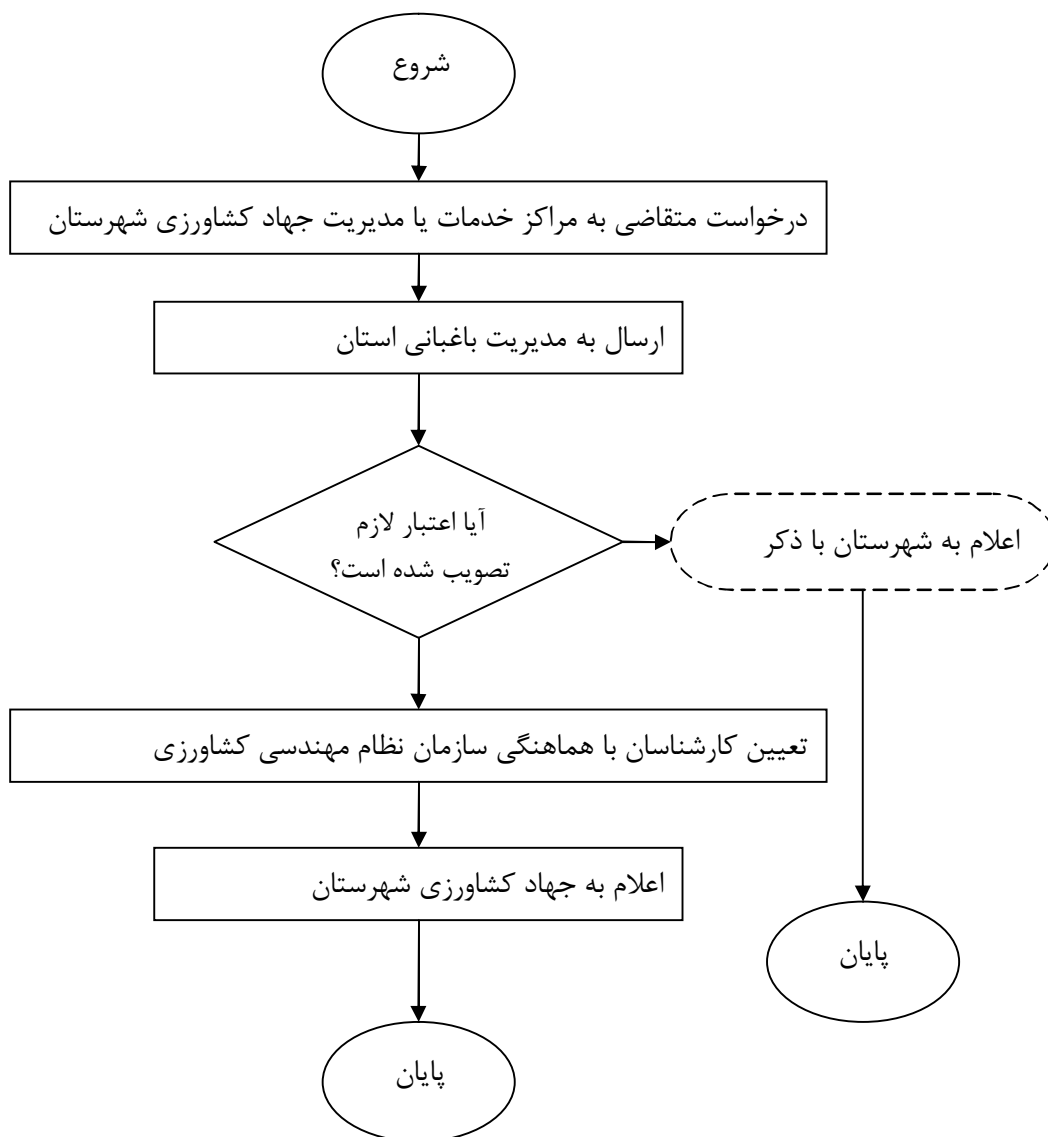 شروع
درخواست متقاضی به مراکز خدمات یا مدیریت جهاد کشاورزی شهرستان
ارسال به مدیریت باغبانی استان
آیا اعتبار لازم
تصویب شده است؟
اعلام به شهرستان با ذکر
تعیین کارشناسان با هماهنگی سازمان نظام مهندسی کشاورزی
اعلام به جهاد کشاورزی شهرستان
پایان
پایان